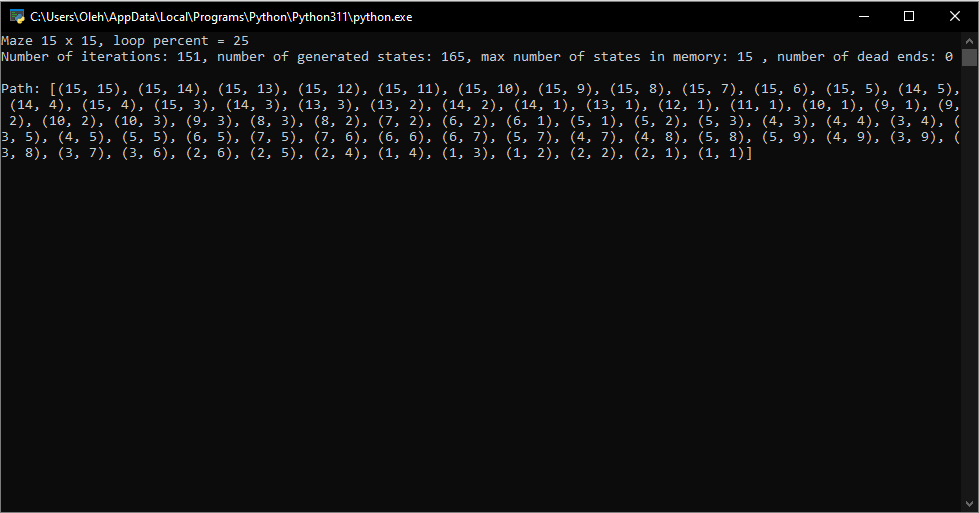 C:\Users\Oleh\AppData\Local\Programs\Python\Python311\python.exe
Maze 15 x 15, loop percent = 25
Number of iterations: 151, number of generated states: 165, max number of states in memory: 15 , number of dead ends: 0
Path: [(15, 15), (15, 14), (15, 13), (15, 12), (15, 11), (15, 10), (15, 9), (15, 8), (15, 7), (15, 6), (15, 5), (14, 5),
(14, 4), (15, 4), (15, 3), (14, 3), (13, 3), (13, 2), (14, 2), (14, 1), (13, 1), (12, 1), (11, 1), (10, 1), (9, 1), (9,
2), (10, 2), (10, 3), (9, 3), (8, 3), (8, 2), (7, 2), (6, 2), (6, 1), (5, 1), (5, 2), (5, 3), (4, 3), (4, 4), (3, 4), (
3, 5), (4, 5), (5, 5), (6, 5), (7, 5), (7, 6), (6, 6), (6, 7), (5, 7), (4, 7), (4, 8), (5, 8), (5, 9), (4, 9), (3, 9), (
3, 8), (3, 7), (3, 6), (2, 6), (2, 5), (2, 4), (1, 4), (1, 3), (1, 2), (2, 2), (2, 1), (1, 1)]